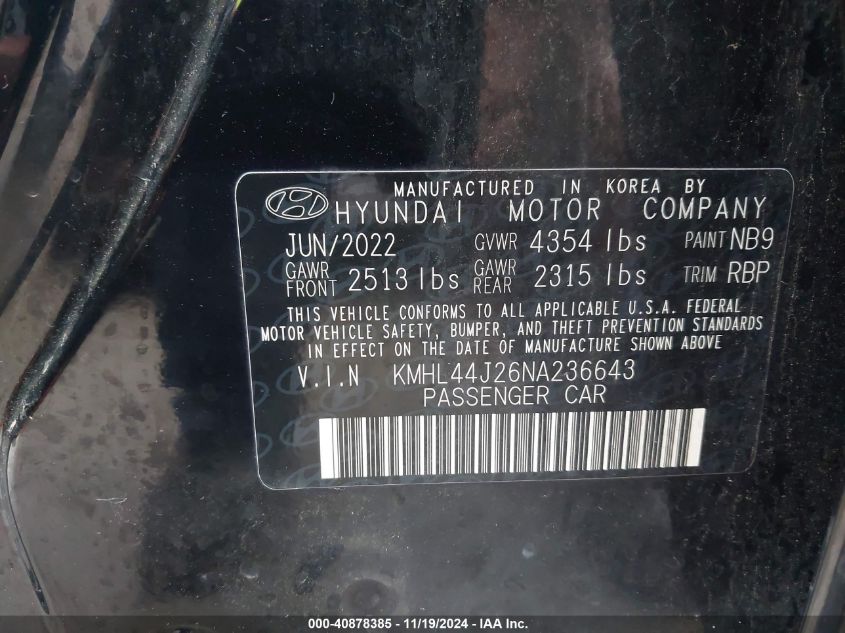 MANUFACTURED IN KOREA BY
HYUNDAI MOTOR COMPANY
JUN/2022 GVWR 4354 lbs PAINT NB9
GAWR FRONT 2513 lbs GAWR REAR 2315 lbs TRIM RBP
THIS VEHICLE CONFORMS TO ALL APPLICABLE U.S.A. FEDERAL
MOTOR VEHICLE SAFETY, BUMPER, AND THEFT PREVENTION STANDARDS
IN EFFECT ON THE DATE OF MANUFACTURE SHOWN ABOVE
V.I.N KMHL44J26NA236643
PASSENGER CAR
000-40878385 - 11/19/2024 - IAAI.COM